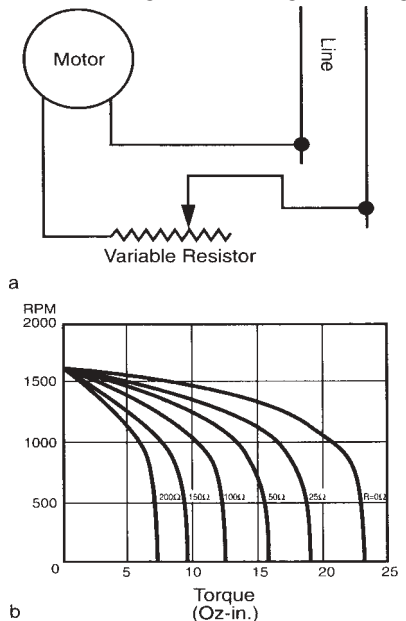 Motor
Line
Variable Resistor
a
RPM
2000
1500
1000
500
0
200Ω 150Ω 100Ω 50Ω 25Ω R=0Ω
5 10 15 20 25
Torque
(Oz-in.)
b